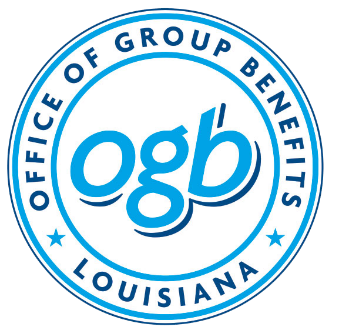 OFFICE OF GROUP BENEFITS
ogb
LOUISIANA